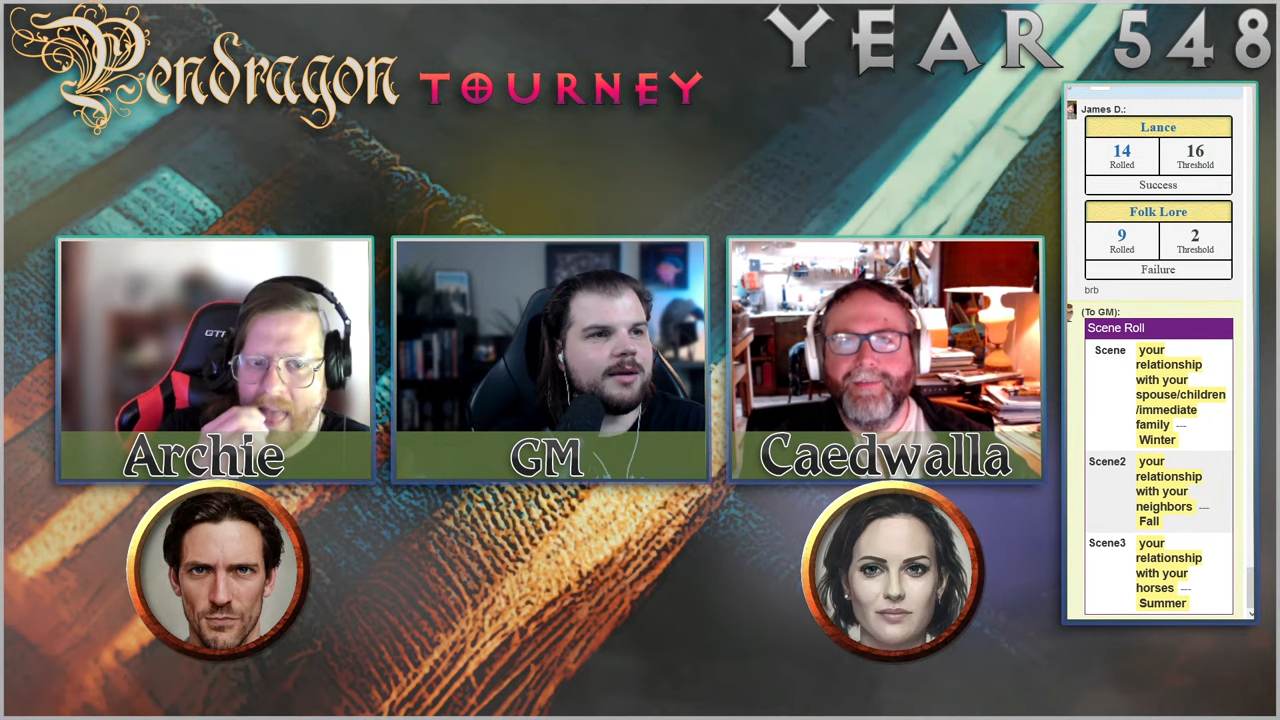 Pendragon TOURNEY
YEAR 548
James D.:
Lance
14 16
Rolled Threshold
Success
Folk Lore
9 2
Rolled Threshold
Failure
brb
(To GM):
Scene Roll
Scene your
relationship
with your
spouse/children
/immediate
family ---
Winter
Scene2 your
relationship
with your
neighbors ---
Fall
Scene3 your
relationship
with your
horses ---
Summer
GTR
Archie
GM
Caedwalla